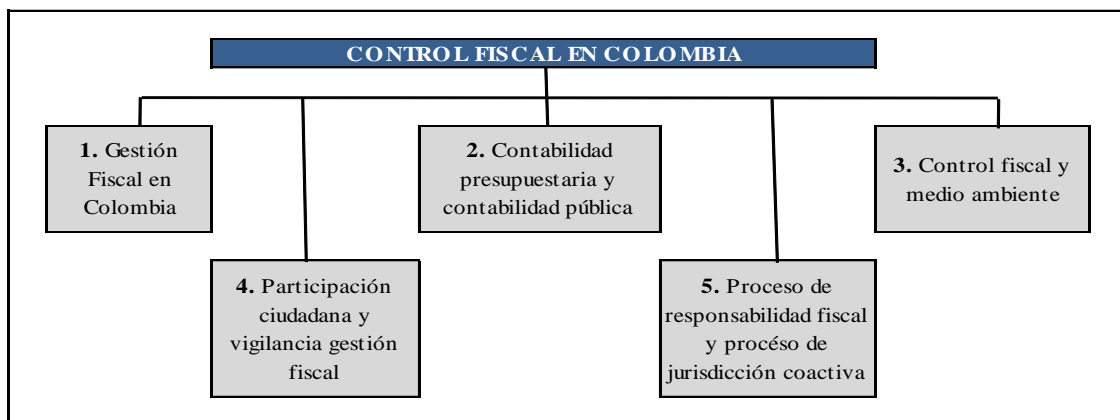 CONTROL FISCAL EN COLOMBIA
1. Gestión
Fiscal en
Colombia
2. Contabilidad
presupuestaria y
contabilidad pública
3. Control fiscal y
medio ambiente
4. Participación
ciudadana y
vigilancia gestión
fiscal
5. Proceso de
responsabilidad fiscal
y procéso de
jurisdicción coactiva